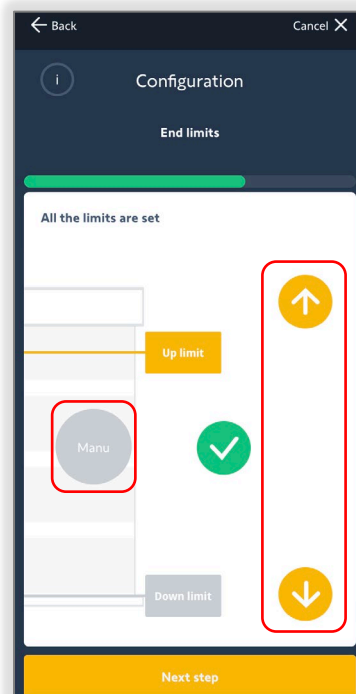 Back
Cancel X
i
Configuration
End limits
All the limits are set
Up limit
Manu
Down limit
Next step